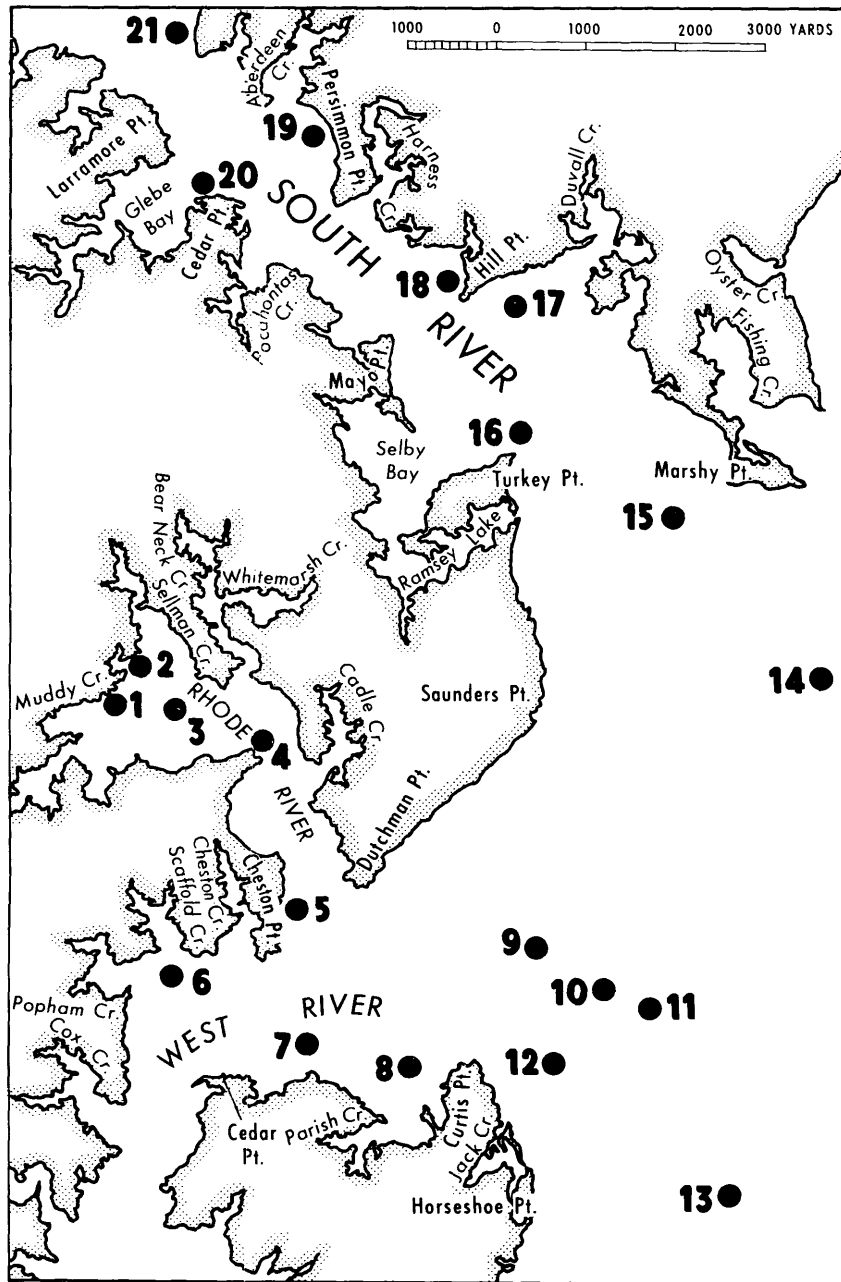 21
1000 0 1000 2000 3000 YARDS
Aberdeen Cr.
Persimmon Pt.
19
Harness Cr.
Larramore Pt.
Duvall Cr.
20
Glebe Bay
Cedar Pt.
SOUTH RIVER
Hill Pt.
18
17
Oyster Cr.
Fishing Cr.
Pocahontas Cr.
Mayo Pt.
16
Selby Bay
Turkey Pt.
Marshy Pt.
15
Bear Neck Cr.
Sellman Cr.
Whitemarsh Cr.
Ramsey Lake
2
Muddy Cr.
1
3
RHODE RIVER
4
Cadle Cr.
Saunders Pt.
14
Dutchman Pt.
Cheston Cr.
Scaffold Cr.
Cheston Pt.
5
9
6
10
11
Popham Cr.
Cox Cr.
WEST RIVER
7
8
12
Cedar Pt.
Parish Cr.
Curtis Pt.
Jack Cr.
13
Horseshoe Pt.